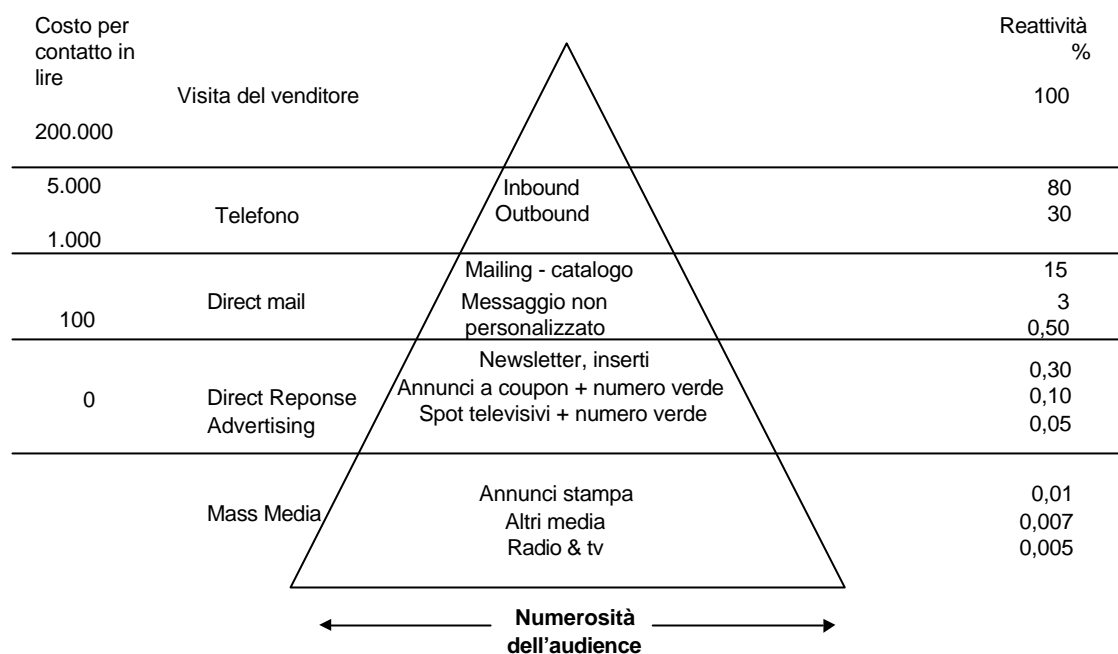 Costo per
contatto in
lire
Reattività
%
Visita del venditore
100
200.000
5.000
Inbound
80
Telefono
Outbound
30
1.000
Mailing - catalogo
15
Direct mail
Messaggio non
personalizzato
3
100
0,50
Newsletter, inserti
0,30
0
Direct Reponse
Advertising
Annunci a coupon + numero verde
0,10
Spot televisivi + numero verde
0,05
Mass Media
Annunci stampa
0,01
Altri media
0,007
Radio & tv
0,005
Numerosità
dell'audience